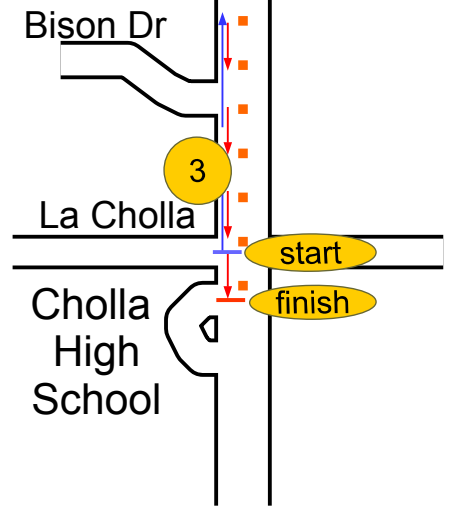 Bison Dr
3
La Cholla
start
finish
Cholla
High
School